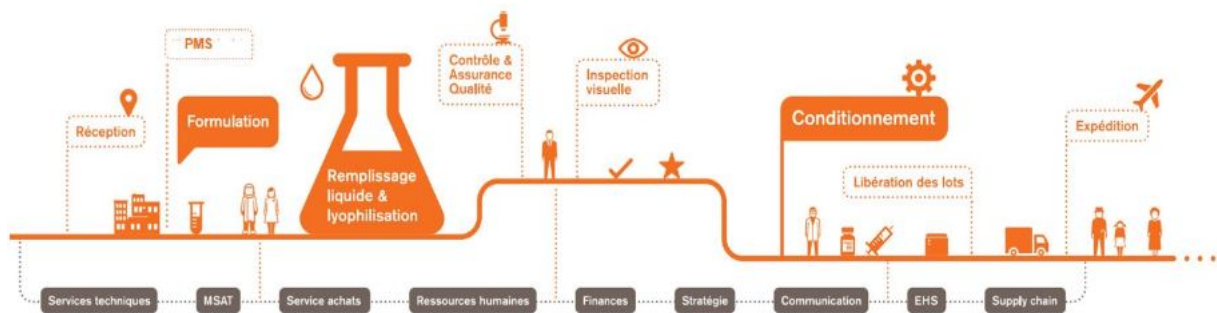 PMS
Réception
Formulation
Remplissage
liquide &
lyophilisation
Contrôle &
Assurance
Qualité
Inspection
visuelle
Conditionnement
Libération des lots
Expédition
Services techniques
MSAT
Service achats
Ressources humaines
Finances
Stratégie
Communication
EHS
Supply chain